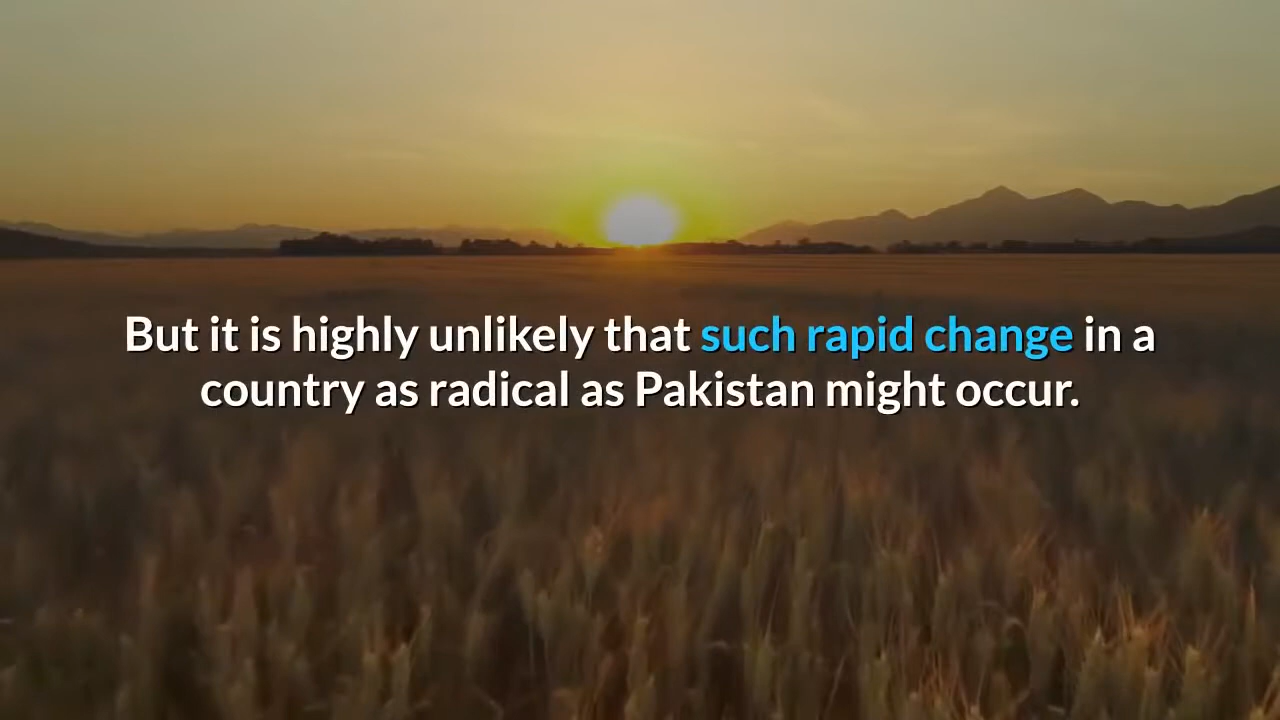 But it is highly unlikely that such rapid change in a
country as radical as Pakistan might occur.